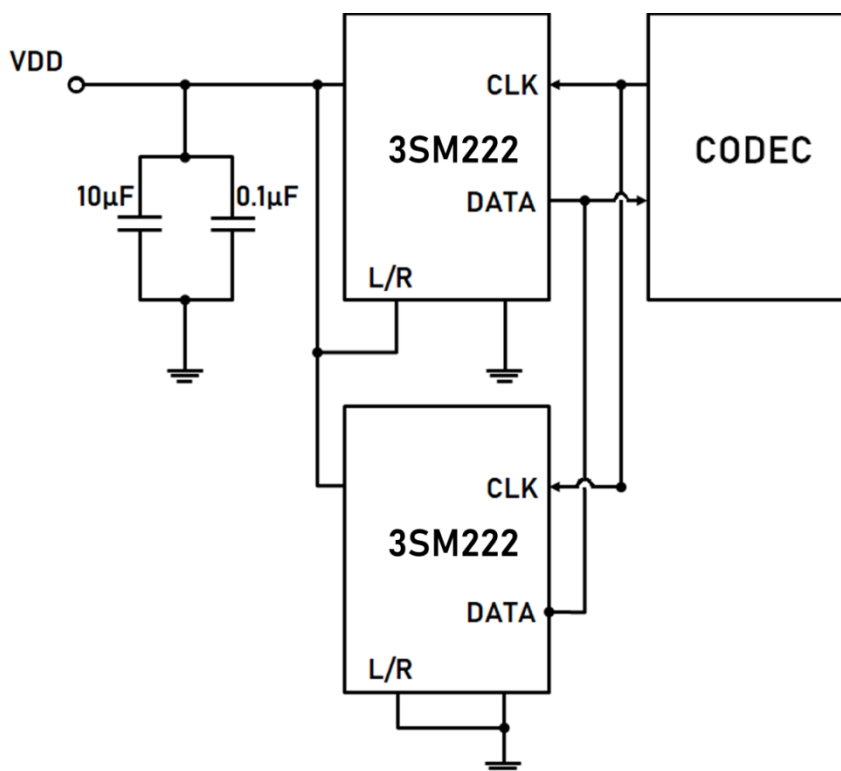 VDD
10µF
0.1µF
CLK
3SM222
DATA
L/R
CODEC
CLK
3SM222
DATA
L/R